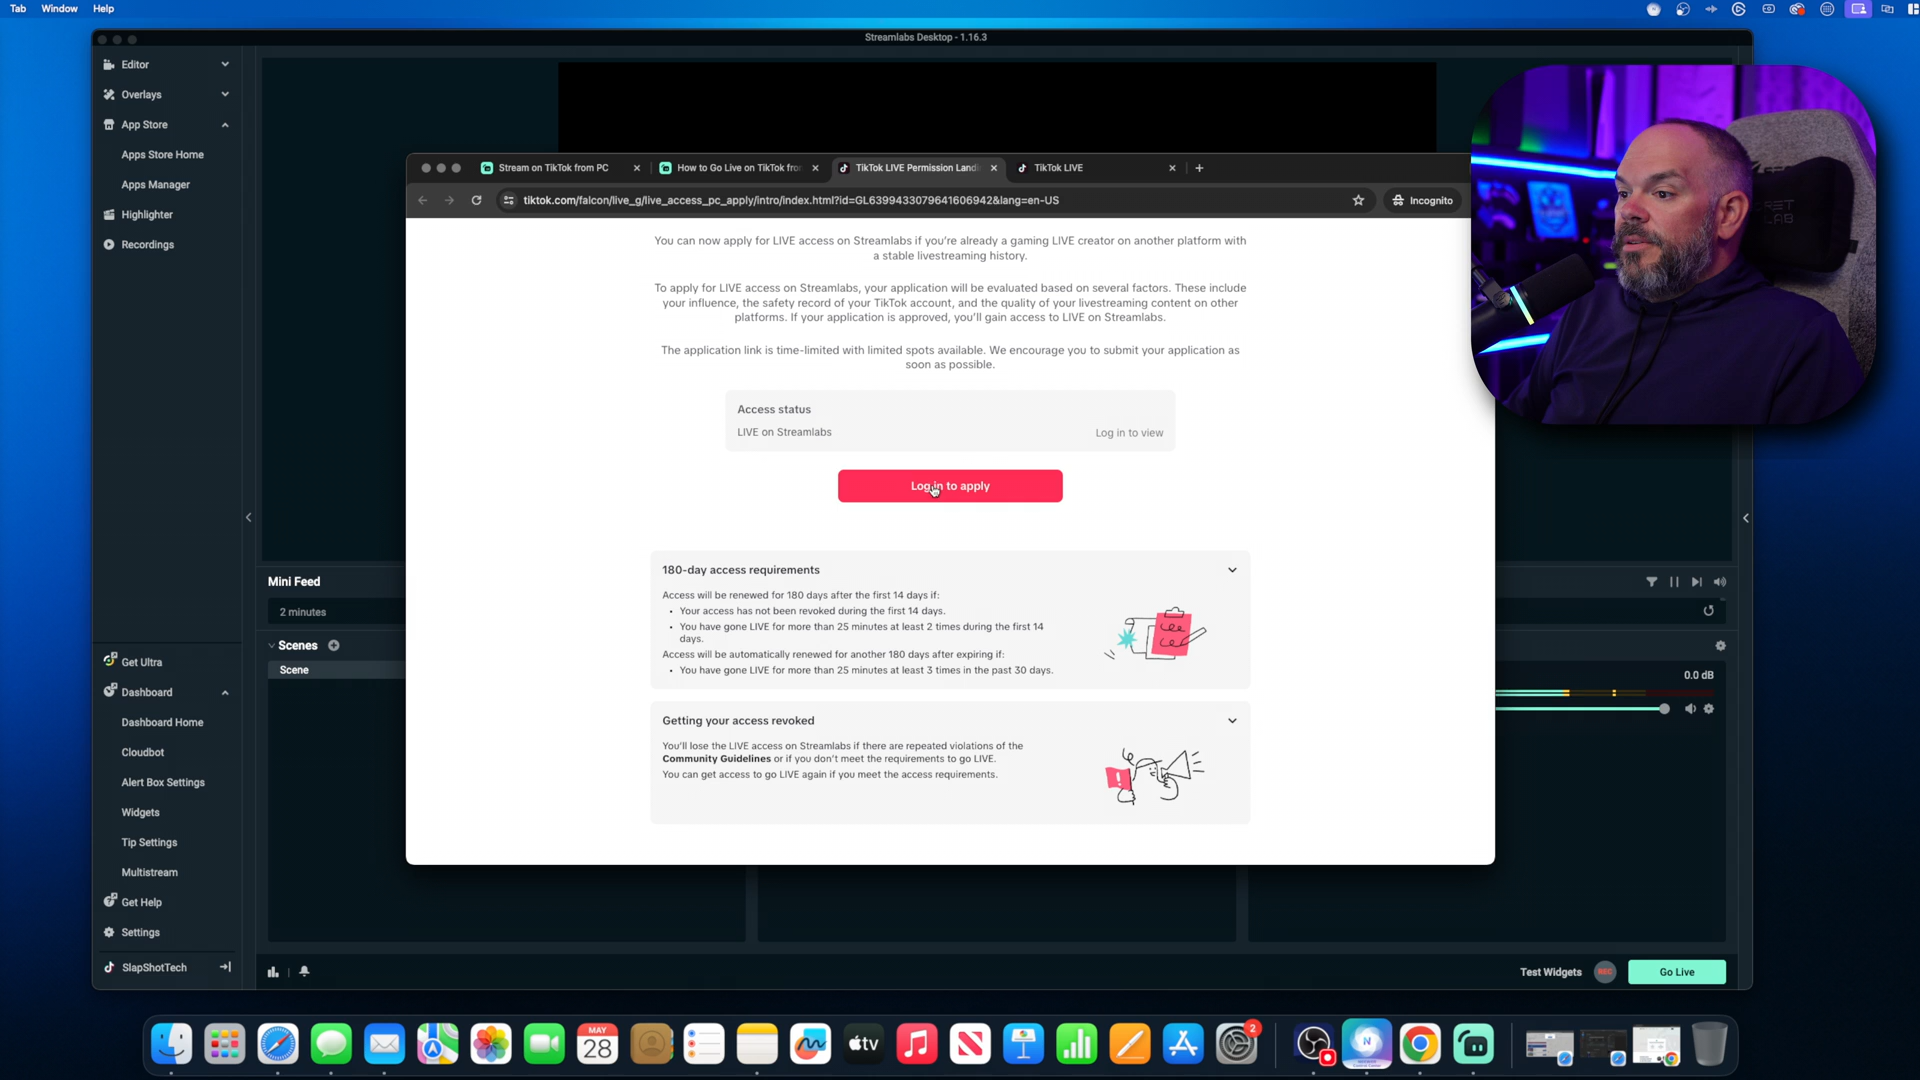 Tab Window Help
Streamlabs Desktop - 1.16.3
Editor
Overlays
App Store
Apps Store Home
Apps Manager
Highlighter
Recordings
Stream on TikTok from PC
How to Go Live on TikTok fro
TikTok LIVE Permission Landi
TikTok LIVE
tiktok.com/falcon/live_g/live_access_pc_apply/intro/index.html?id=GL6399433079641606942&lang=en-US
Incognito
You can now apply for LIVE access on Streamlabs if you're already a gaming LIVE creator on another platform with
a stable livestreaming history.
To apply for LIVE access on Streamlabs, your application will be evaluated based on several factors. These include
your influence, the safety record of your TikTok account, and the quality of your livestreaming content on other
platforms. If your application is approved, you'll gain access to LIVE on Streamlabs.
The application link is time-limited with limited spots available. We encourage you to submit your application as
soon as possible.
Access status
LIVE on Streamlabs
Log in to view
Log in to apply
180-day access requirements
Access will be renewed for 180 days after the first 14 days if:
• Your access has not been revoked during the first 14 days.
• You have gone LIVE for more than 25 minutes at least 2 times during the first 14
days.
Access will be automatically renewed for another 180 days after expiring if:
• You have gone LIVE for more than 25 minutes at least 3 times in the past 30 days.
Getting your access revoked
You'll lose the LIVE access on Streamlabs if there are repeated violations of the
Community Guidelines or if you don't meet the requirements to go LIVE.
You can get access to go LIVE again if you meet the access requirements.
Mini Feed
2 minutes
Scenes
Scene
0.0 dB
Get Ultra
Dashboard
Dashboard Home
Cloudbot
Alert Box Settings
Widgets
Tip Settings
Multistream
Get Help
Settings
SlapShotTech
Test Widgets
REC
Go Live
MAY
28
tv
2
N